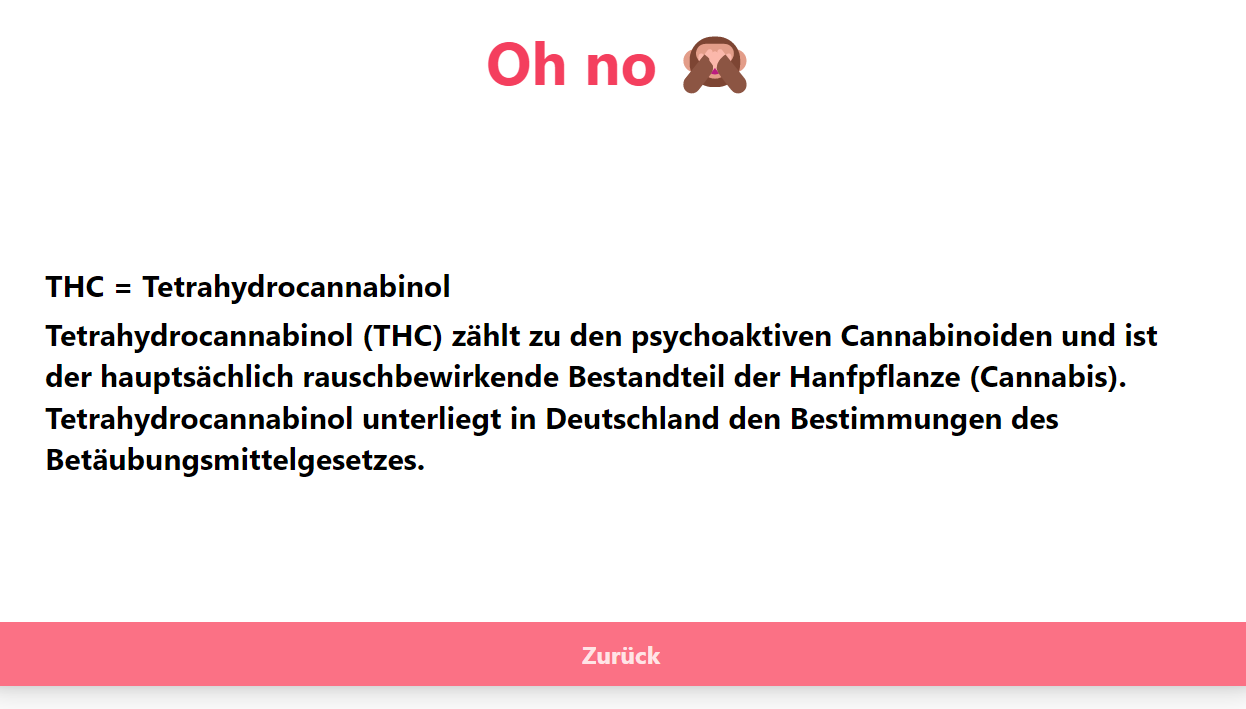 Oh no 🙈
THC = Tetrahydrocannabinol
Tetrahydrocannabinol (THC) zählt zu den psychoaktiven Cannabinoiden und ist
der hauptsächlich rauschbewirkende Bestandteil der Hanfpflanze (Cannabis).
Tetrahydrocannabinol unterliegt in Deutschland den Bestimmungen des
Betäubungsmittelgesetzes.
Zurück